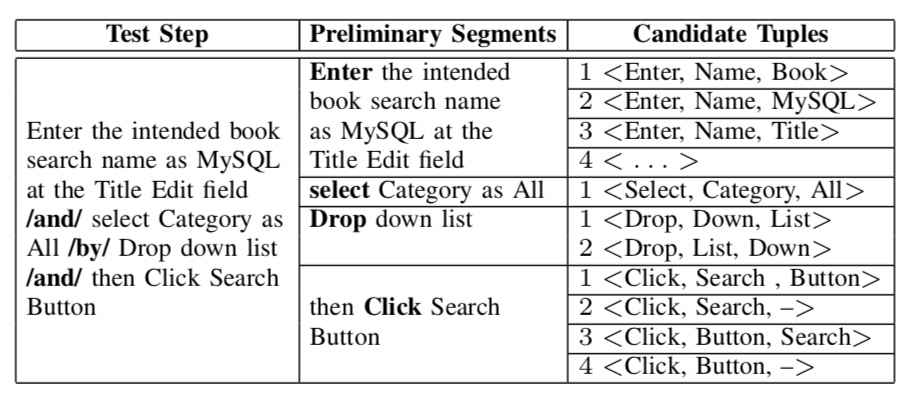 Test Step
Preliminary Segments
Candidate Tuples
Enter the intended book
search name as MySQL
at the Title Edit field
/and/ select Category as
All /by/ Drop down list
/and/ then Click Search
Button
Enter the intended
book search name
as MySQL at the
Title Edit field
1 <Enter, Name, Book>
2 <Enter, Name, MySQL>
3 <Enter, Name, Title>
4 < . . . >
select Category as All
1 <Select, Category, All>
Drop down list
1 <Drop, Down, List>
2 <Drop, List, Down>
then Click Search
Button
1 <Click, Search , Button>
2 <Click, Search, –>
3 <Click, Button, Search>
4 <Click, Button, –>